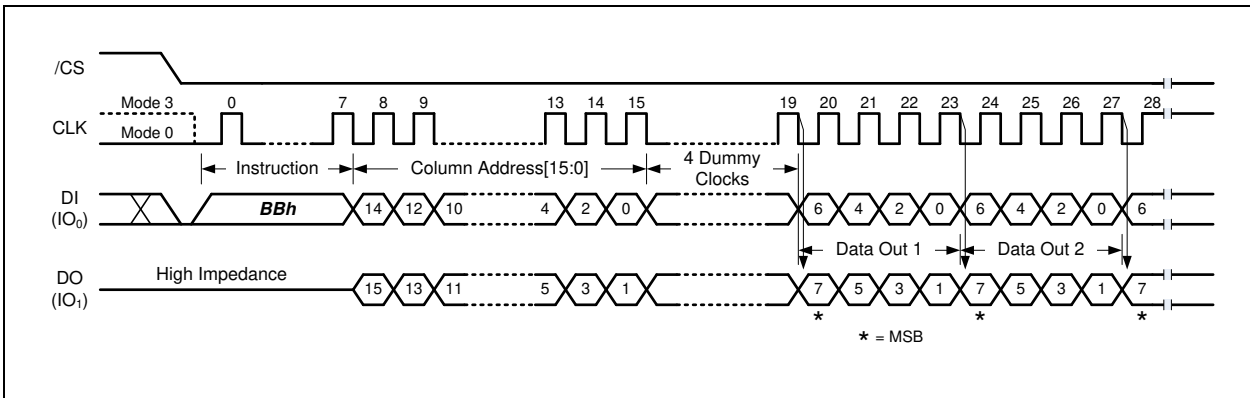 /CS
Mode 3 0 7 8 9 13 14 15 19 20 21 22 23 24 25 26 27 28
CLK
Mode 0
Instruction Column Address[15:0] 4 Dummy Clocks
DI (IO0) BBh 14 12 10 4 2 0 6 4 2 0 6 4 2 0 6
Data Out 1 Data Out 2
DO (IO1) High Impedance 15 13 11 5 3 1 7 5 3 1 7 5 3 1 7
* * *
* = MSB